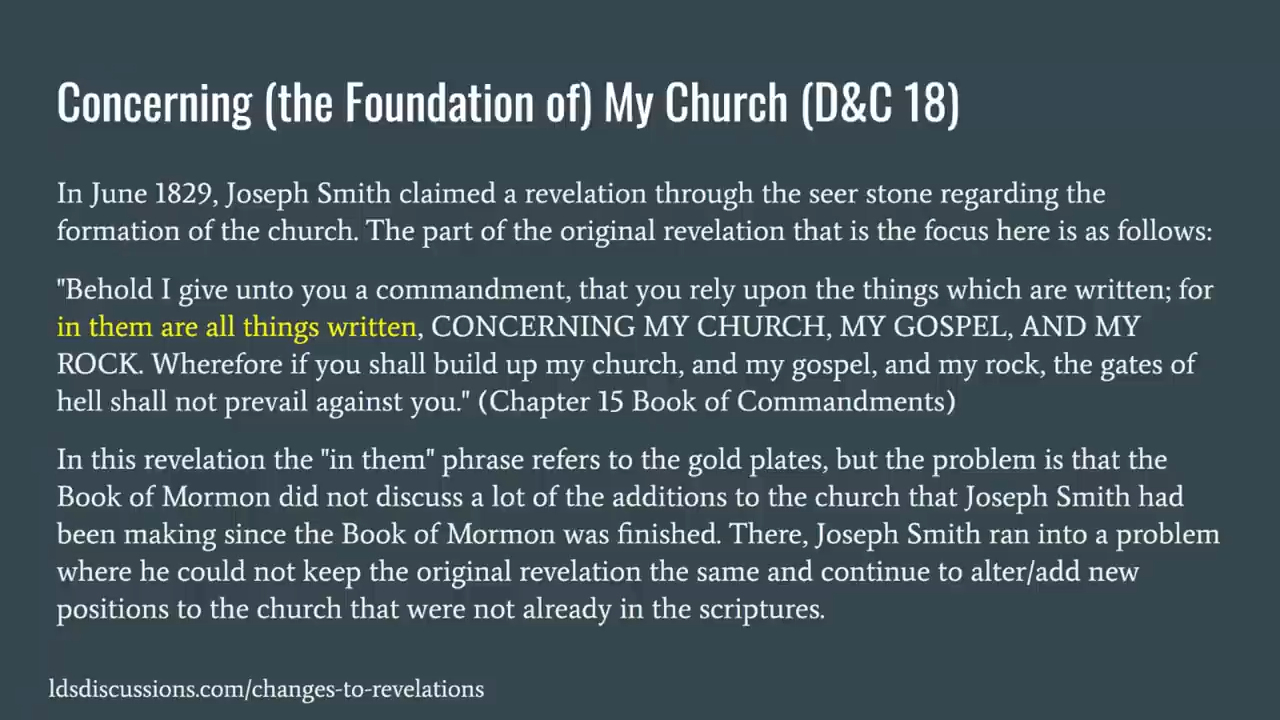 Concerning (the Foundation of) My Church (D&C 18)
In June 1829, Joseph Smith claimed a revelation through the seer stone regarding the
formation of the church. The part of the original revelation that is the focus here is as follows:
"Behold I give unto you a commandment, that you rely upon the things which are written; for
in them are all things written, CONCERNING MY CHURCH, MY GOSPEL, AND MY
ROCK. Wherefore if you shall build up my church, and my gospel, and my rock, the gates of
hell shall not prevail against you." (Chapter 15 Book of Commandments)
In this revelation the "in them" phrase refers to the gold plates, but the problem is that the
Book of Mormon did not discuss a lot of the additions to the church that Joseph Smith had
been making since the Book of Mormon was finished. There, Joseph Smith ran into a problem
where he could not keep the original revelation the same and continue to alter/add new
positions to the church that were not already in the scriptures.
ldsdiscussions.com/changes-to-revelations